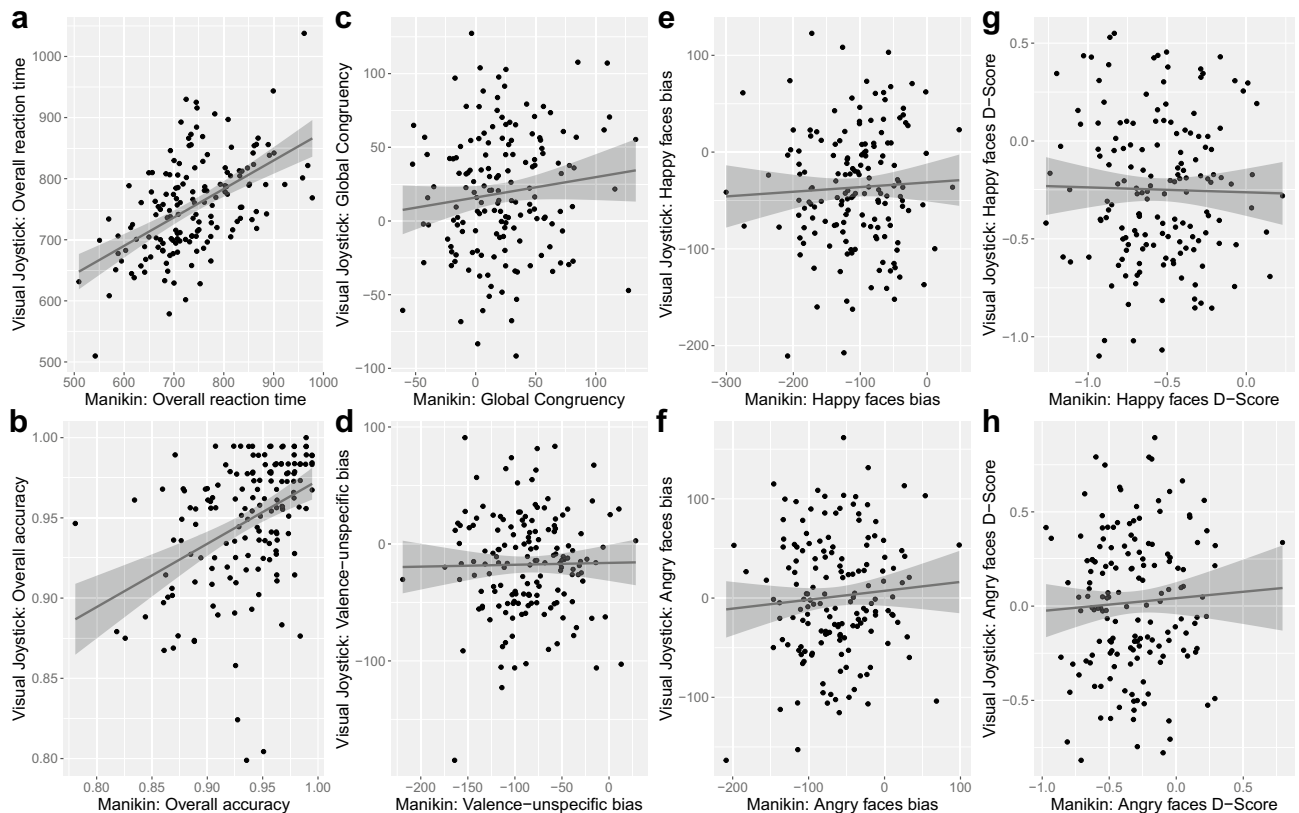 a
Visual Joystick: Overall reaction time
1000
900
800
700
600
500
500 600 700 800 900 1000
Manikin: Overall reaction time
c
Visual Joystick: Global Congruency
100
50
0
−50
−100
−50 0 50 100
Manikin: Global Congruency
e
Visual Joystick: Happy faces bias
100
0
−100
−200
−300 −200 −100 0
Manikin: Happy faces bias
g
Visual Joystick: Happy faces D−Score
0.5
0.0
−0.5
−1.0
−1.0 −0.5 0.0
Manikin: Happy faces D−Score
b
Visual Joystick: Overall accuracy
1.00
0.95
0.90
0.85
0.80
0.80 0.85 0.90 0.95 1.00
Manikin: Overall accuracy
d
Visual Joystick: Valence−unspecific bias
100
0
−100
−200 −150 −100 −50 0
Manikin: Valence−unspecific bias
f
Visual Joystick: Angry faces bias
100
0
−100
−200 −100 0 100
Manikin: Angry faces bias
h
Visual Joystick: Angry faces D−Score
0.5
0.0
−0.5
−1.0 −0.5 0.0 0.5
Manikin: Angry faces D−Score